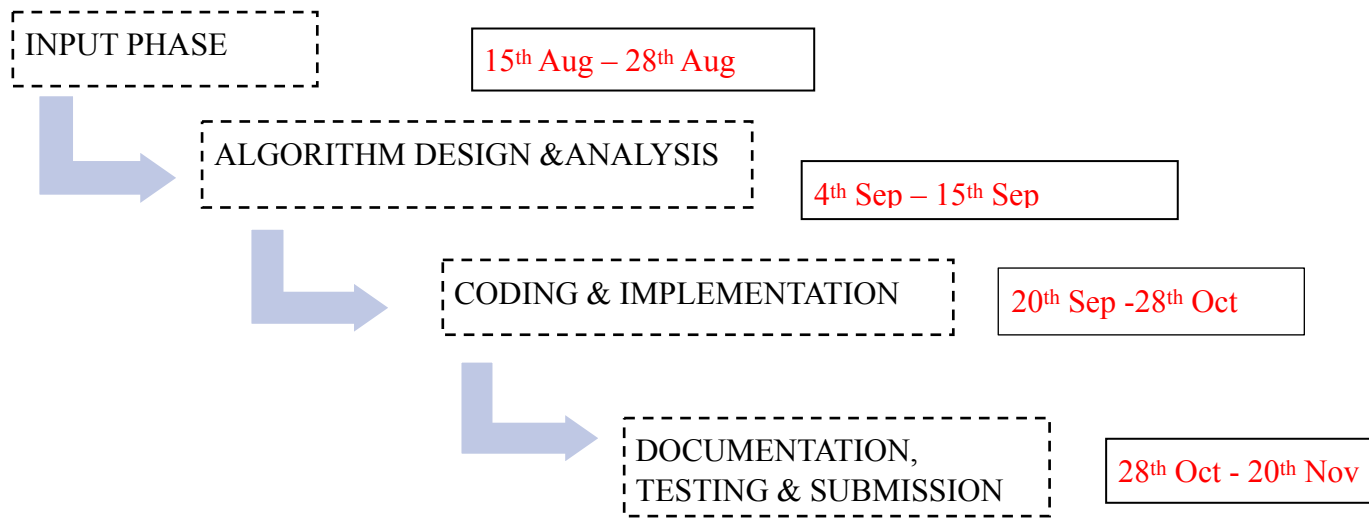 INPUT PHASE
15th Aug – 28th Aug
ALGORITHM DESIGN &ANALYSIS
4th Sep – 15th Sep
CODING & IMPLEMENTATION
20th Sep -28th Oct
DOCUMENTATION,
TESTING & SUBMISSION
28th Oct - 20th Nov